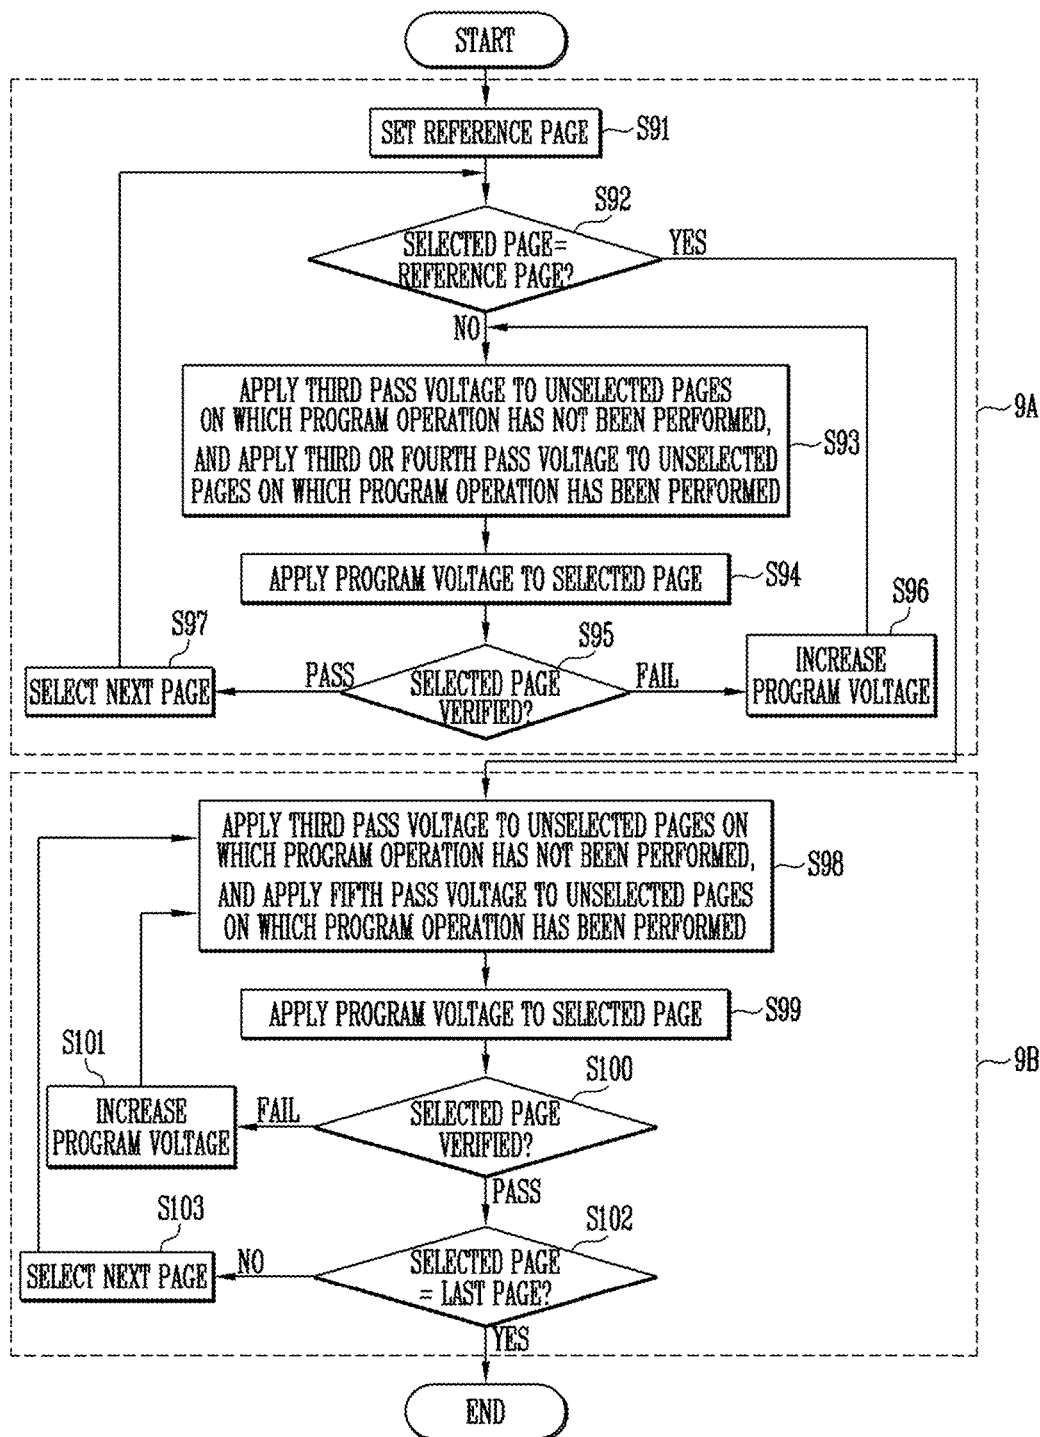 START
SET REFERENCE PAGE
S91
S92
SELECTED PAGE=
REFERENCE PAGE?
YES
NO
APPLY THIRD PASS VOLTAGE TO UNSELECTED PAGES
ON WHICH PROGRAM OPERATION HAS NOT BEEN PERFORMED,
AND APPLY THIRD OR FOURTH PASS VOLTAGE TO UNSELECTED
PAGES ON WHICH PROGRAM OPERATION HAS BEEN PERFORMED
S93
9A
APPLY PROGRAM VOLTAGE TO SELECTED PAGE
S94
S95
SELECTED PAGE
VERIFIED?
PASS
FAIL
S96
INCREASE
PROGRAM VOLTAGE
S97
SELECT NEXT PAGE
APPLY THIRD PASS VOLTAGE TO UNSELECTED PAGES ON
WHICH PROGRAM OPERATION HAS NOT BEEN PERFORMED,
AND APPLY FIFTH PASS VOLTAGE TO UNSELECTED PAGES
ON WHICH PROGRAM OPERATION HAS BEEN PERFORMED
S98
APPLY PROGRAM VOLTAGE TO SELECTED PAGE
S99
9B
S100
SELECTED PAGE
VERIFIED?
FAIL
S101
INCREASE
PROGRAM VOLTAGE
PASS
S102
SELECTED PAGE
= LAST PAGE?
NO
S103
SELECT NEXT PAGE
YES
END